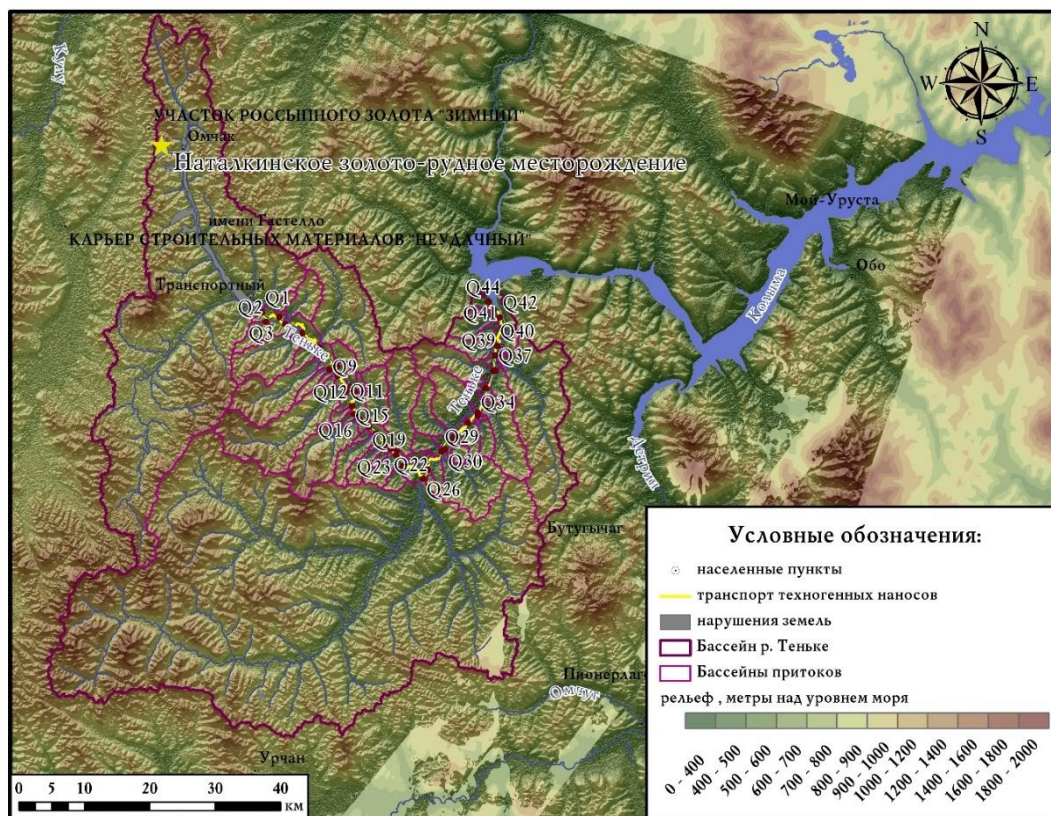 Кулу
N
W
E
S
УЧАСТОК РОССЫПНОГО ЗОЛОТА "ЗИМНИЙ"
Омчак
Наталкинское золото-рудное месторождение
Мой-Уруста
имени Гастелло
КАРЬЕР СТРОИТЕЛЬНЫХ МАТЕРИАЛОВ "НЕУДАЧНЫЙ"
Обо
Транспортный
Колыма
Q44
Q1
Q2
Q42
Q41
Q3
Q40
Теньке
Q39
Q37
Q9
Q12
Q11
Теньке
Q34
Q15
Q16
Q29
Q19
Q30
Q23
Q22
Q26
Детрин
Бутугычаг
Пионерлаг
Омчуг
Урчан
Условные обозначения:
населенные пункты
транспорт техногенных наносов
нарушения земель
Бассейн р. Теньке
Бассейны притоков
рельеф , метры над уровнем моря
0 - 400
400 - 500
500 - 600
600 - 700
700 - 800
800 - 900
900 - 1000
1000 - 1200
1200 - 1400
1400 - 1600
1600 - 1800
1800 - 2000
0 5 10 20 30 40
км